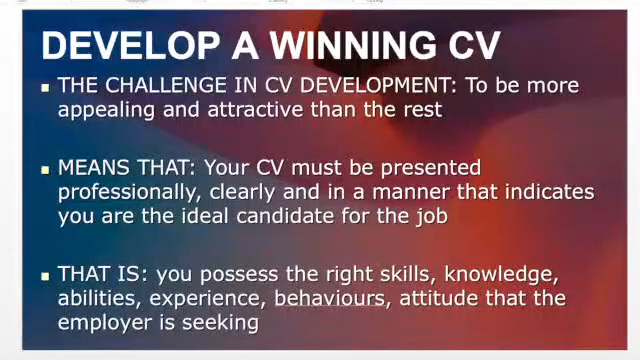 DEVELOP A WINNING CV
▪ THE CHALLENGE IN CV DEVELOPMENT: To be more
appealing and attractive than the rest
▪ MEANS THAT: Your CV must be presented
professionally, clearly and in a manner that indicates
you are the ideal candidate for the job
▪ THAT IS: you possess the right skills, knowledge,
abilities, experience, behaviours, attitude that the
employer is seeking